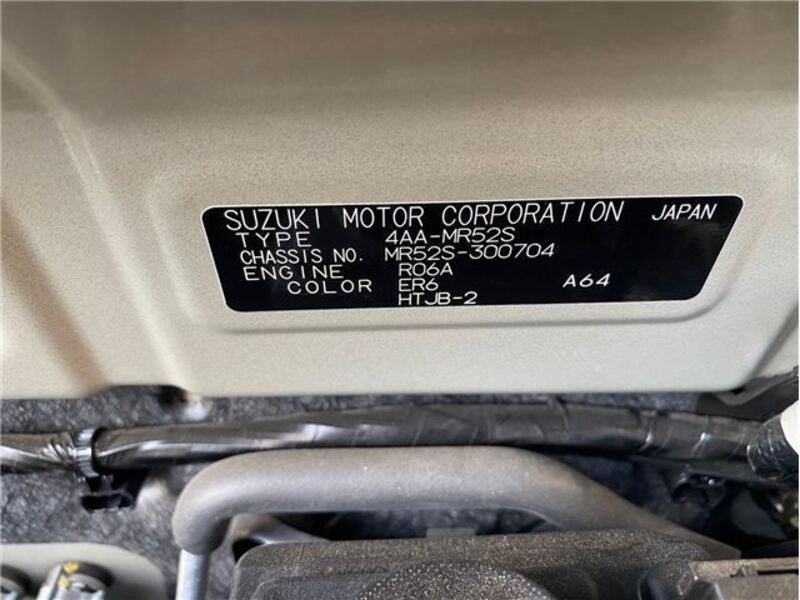 SUZUKI MOTOR CORPORATION JAPAN
TYPE 4AA-MR52S
CHASSIS NO. MR52S-300704
ENGINE R06A
COLOR ER6 A64
HTJB-2